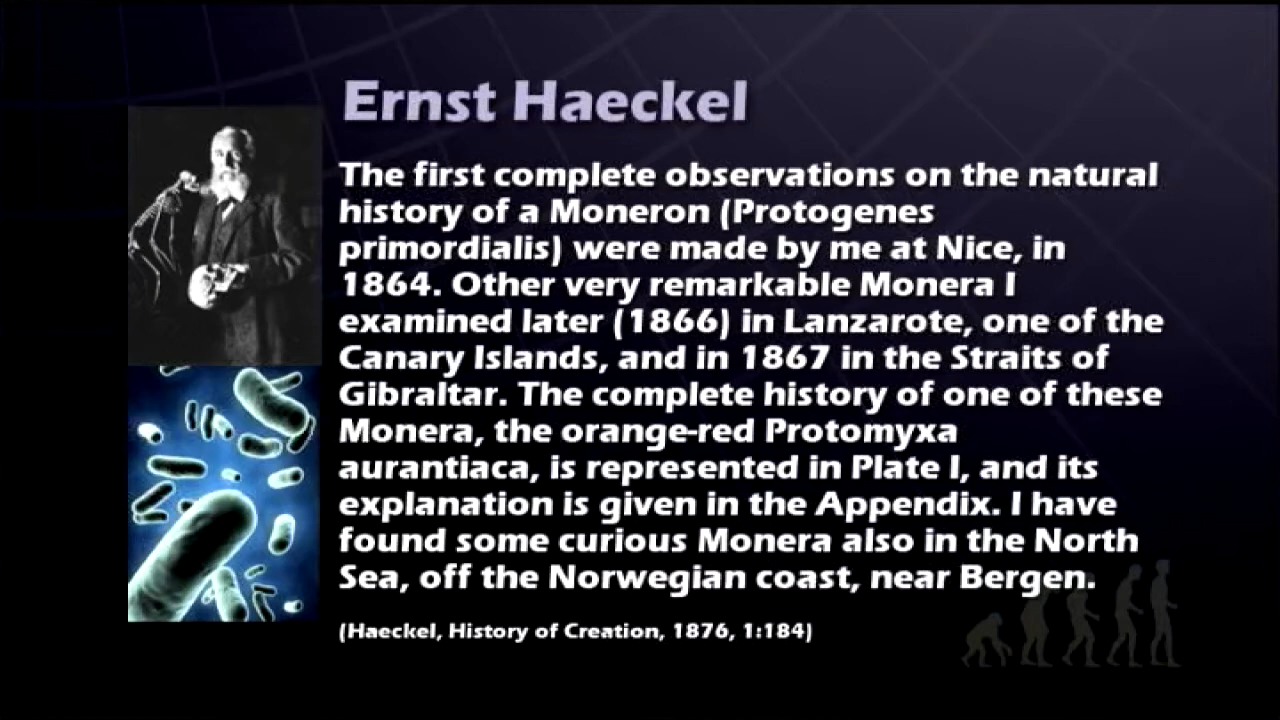 Ernst Haeckel
The first complete observations on the natural
history of a Moneron (Protogenes
primordialis) were made by me at Nice, in
1864. Other very remarkable Monera I
examined later (1866) in Lanzarote, one of the
Canary Islands, and in 1867 in the Straits of
Gibraltar. The complete history of one of these
Monera, the orange-red Protomyxa
aurantiaca, is represented in Plate I, and its
explanation is given in the Appendix. I have
found some curious Monera also in the North
Sea, off the Norwegian coast, near Bergen.
(Haeckel, History of Creation, 1876, 1:184)